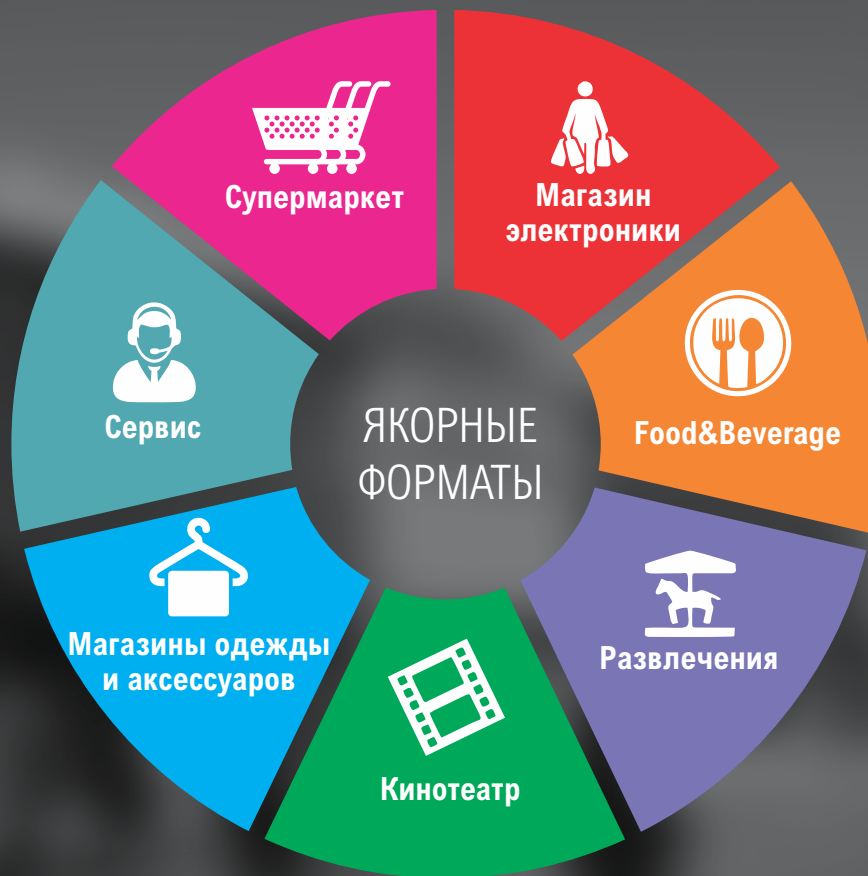 Супермаркет
Магазин
электроники
Сервис
ЯКОРНЫЕ
ФОРМАТЫ
Food&Beverage
Магазины одежды
и аксессуаров
Развлечения
Кинотеатр